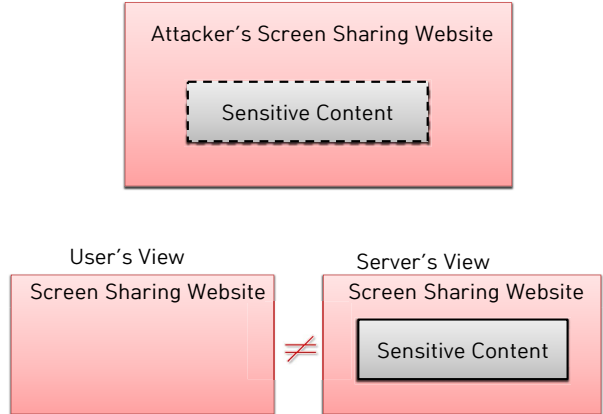 Attacker's Screen Sharing Website
Sensitive Content
User's View
Screen Sharing Website
≠
Server's View
Screen Sharing Website
Sensitive Content